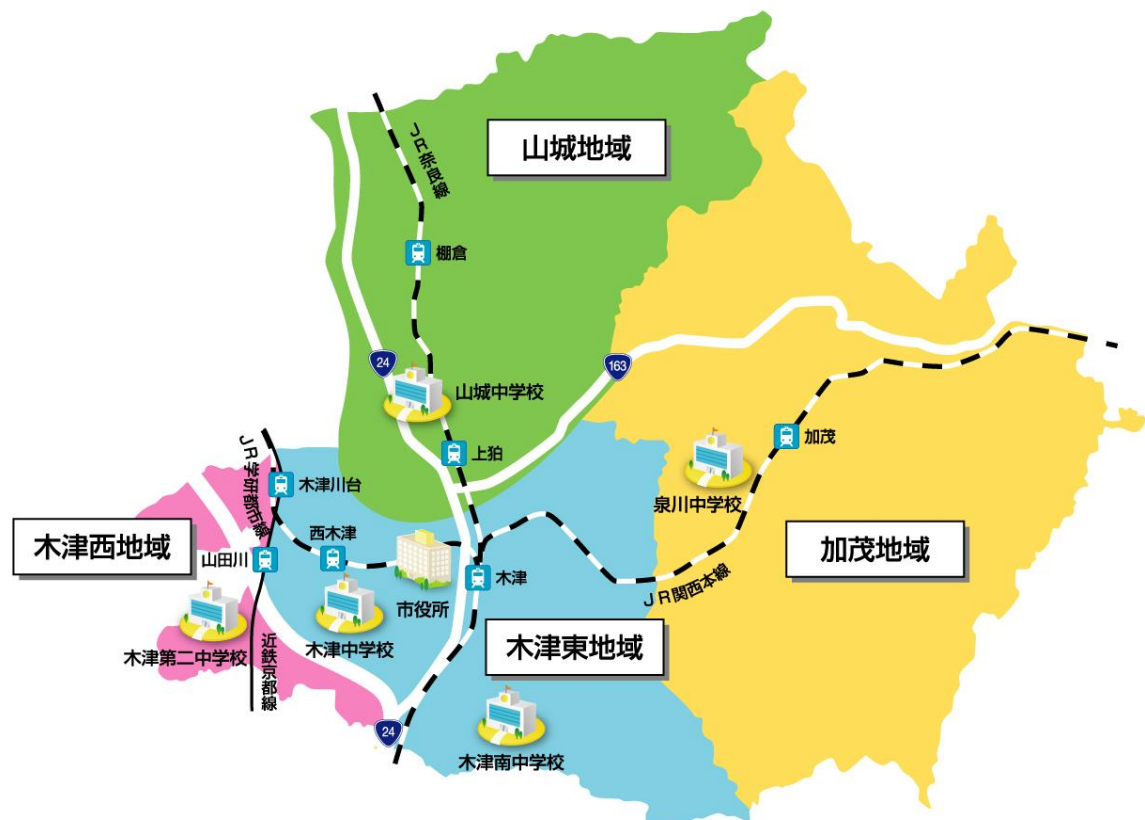 山城地域
JR奈良線
棚倉
24
163
山城中学校
加茂
上狛
JR学研都市線
木津川台
泉川中学校
西木津
木津西地域
山田川
加茂地域
木津
JR関西本線
市役所
木津中学校
木津東地域
木津第二中学校
近鉄京都線
24
木津南中学校